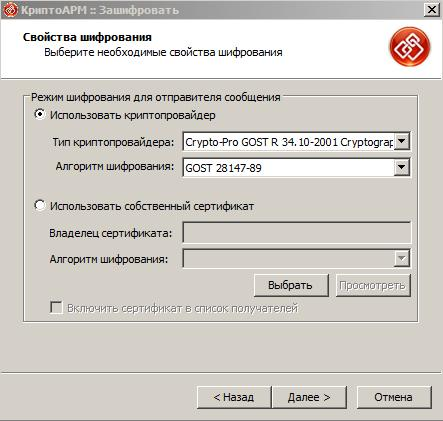 КриптоАРМ :: Зашифровать
Свойства шифрования
Выберите необходимые свойства шифрования
Режим шифрования для отправителя сообщения
Использовать криптопровайдер
Тип криптопровайдера: Crypto-Pro GOST R 34.10-2001 Cryptograp
Алгоритм шифрования: GOST 28147-89
Использовать собственный сертификат
Владелец сертификата:
Алгоритм шифрования:
Выбрать Просмотреть
Включить сертификат в список получателей
< Назад Далее > Отмена